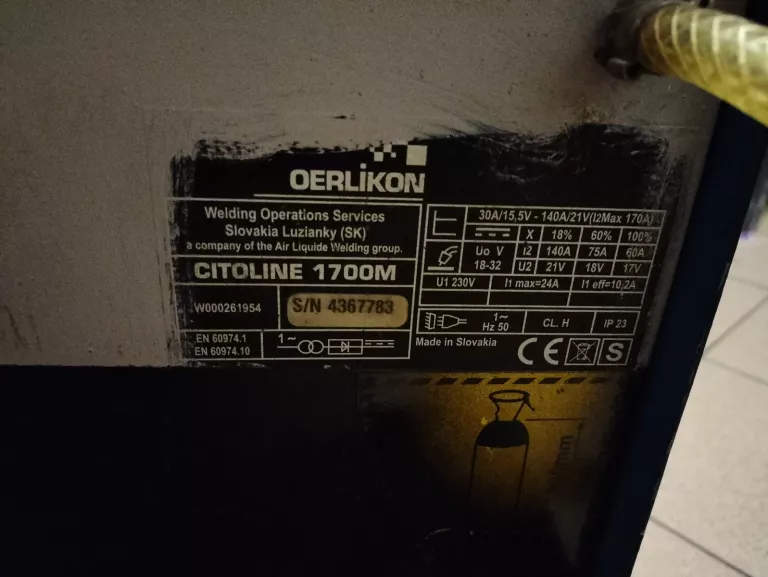 OERLiKON
Welding Operations Services
Slovakia Luzianky (SK)
a company of the Air Liquide Welding group.
CITOLINE 1700M
W000261954
S/N 4367783
EN 60974.1
EN 60974.10
1~
30A/15,5V - 140A/21V(I2Max 170A)
X 18% 60% 100%
Uo V
18-32
i2 140A 75A 60A
U2 21V 18V 17V
U1 230V I1 max=24A I1 eff=10,2A
1~
Hz 50
CL. H
IP 23
Made in Slovakia
CE
S